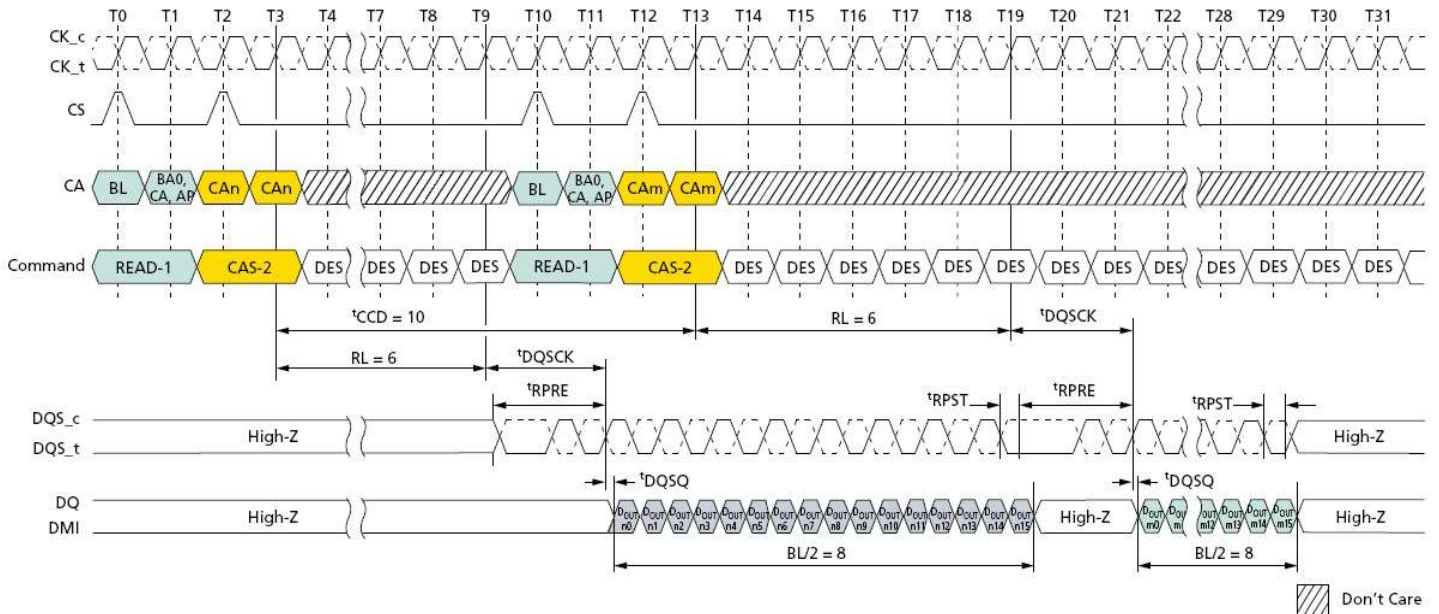 T0 T1 T2 T3 T4 T7 T8 T9 T10 T11 T12 T13 T14 T15 T16 T17 T18 T19 T20 T21 T22 T28 T29 T30 T31
CK_c
CK_t
CS
CA BL BA0, CA, AP CAn CAn BL BA0, CA, AP CAm CAm
Command READ-1 CAS-2 DES DES DES DES READ-1 CAS-2 DES DES DES DES DES DES DES DES DES DES DES DES DES
tCCD = 10 RL = 6 tDQSCK
RL = 6 tDQSCK
tRPRE tRPST tRPRE tRPST
DQS_c
DQS_t High-Z High-Z
tDQSQ tDQSQ
DQ
DMI High-Z DOUT n0 DOUT n1 DOUT n2 DOUT n3 DOUT n4 DOUT n5 DOUT n6 DOUT n7 DOUT n8 DOUT n9 DOUT n10 DOUT n11 DOUT n12 DOUT n13 DOUT n14 DOUT n15 High-Z DOUT m0 DOUT m DOUT m12 DOUT m13 DOUT m14 DOUT m15 High-Z
BL/2 = 8 BL/2 = 8
Don't Care